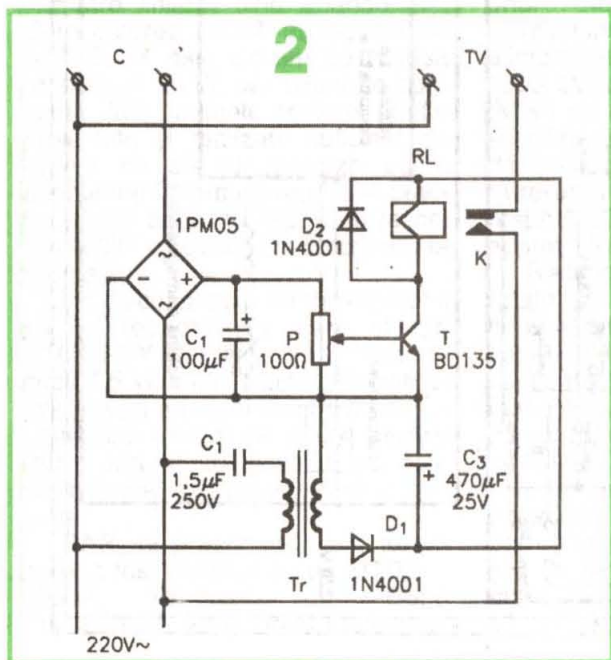 2
C
TV
RL
1PM05
D2
1N4001
K
C1
100μF
P
100Ω
T
BD135
C1
1,5μF
250V
C3
470μF
25V
D1
1N4001
Tr
220V~